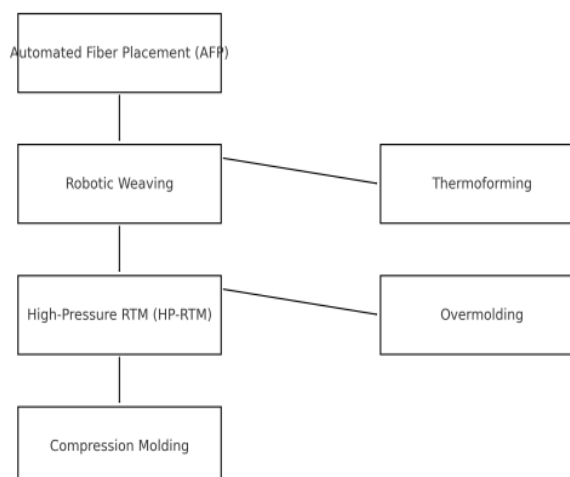 Automated Fiber Placement (AFP)
Robotic Weaving
Thermoforming
High-Pressure RTM (HP-RTM)
Overmolding
Compression Molding